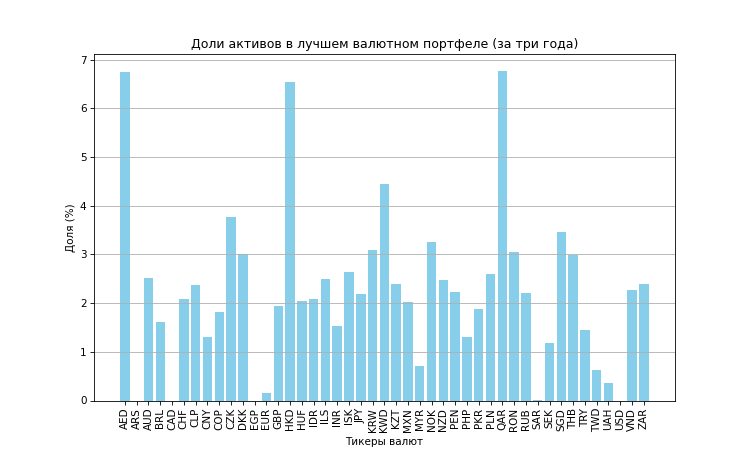 Доли активов в лучшем валютном портфеле (за три года)
Доля (%)
7
6
5
4
3
2
1
0
AED ARS AUD BRL CAD CHF CLP CNY COP CZK DKK EGP EUR GBP HKD HUF IDR ILS INR ISK JPY KRW KWD KZT MXN MYR NOK NZD PEN PHP PKR PLN QAR RON RUB SAR SEK SGD THB TRY TWD UAH USD VND ZAR
Тикеры валют